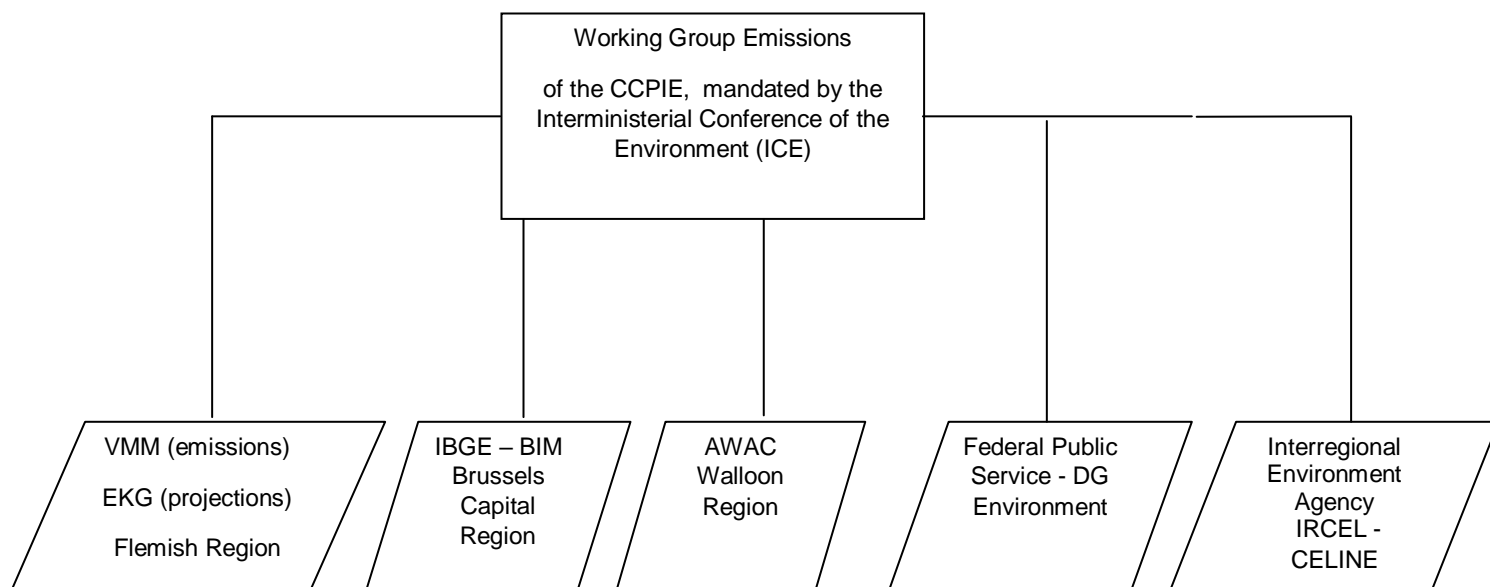 Working Group Emissions
of the CCPIE, mandated by the
Interministerial Conference of the
Environment (ICE)
VMM (emissions)
EKG (projections)
Flemish Region
IBGE – BIM
Brussels
Capital
Region
AWAC
Walloon
Region
Federal Public
Service - DG
Environment
Interregional
Environment
Agency
IRCEL -
CELINE